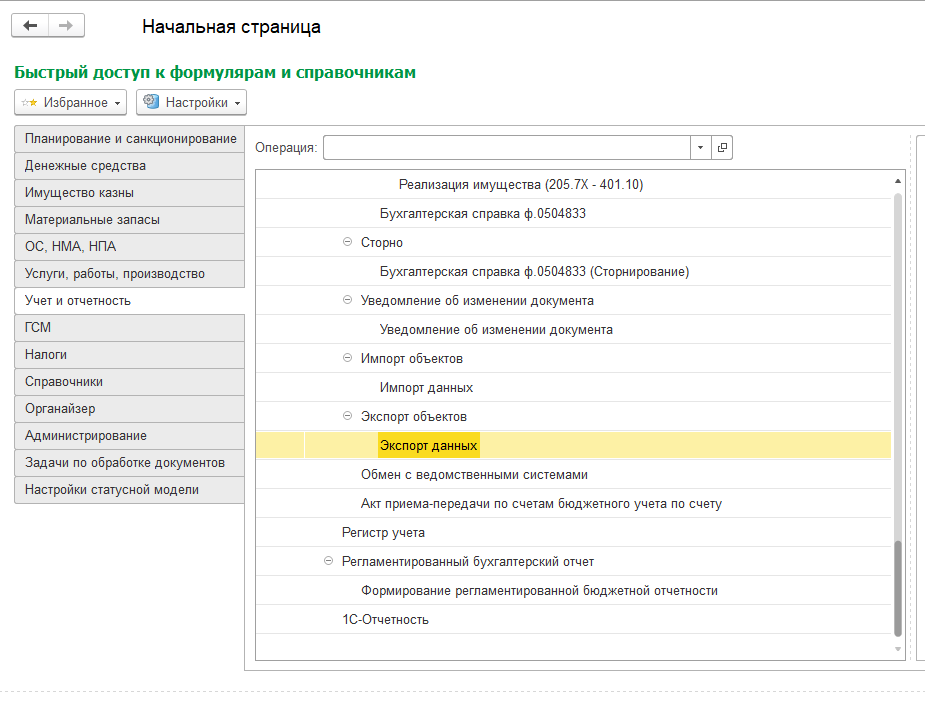 Начальная страница
Быстрый доступ к формулярам и справочникам
Избранное
Настройки
Планирование и санкционирование
Денежные средства
Имущество казны
Материальные запасы
ОС, НМА, НПА
Услуги, работы, производство
Учет и отчетность
ГСМ
Налоги
Справочники
Органайзер
Администрирование
Задачи по обработке документов
Настройки статусной модели
Операция:
Реализация имущества (205.7X - 401.10)
Бухгалтерская справка ф.0504833
Сторно
Бухгалтерская справка ф.0504833 (Сторнирование)
Уведомление об изменении документа
Уведомление об изменении документа
Импорт объектов
Импорт данных
Экспорт объектов
Экспорт данных
Обмен с ведомственными системами
Акт приема-передачи по счетам бюджетного учета по счету
Регистр учета
Регламентированный бухгалтерский отчет
Формирование регламентированной бюджетной отчетности
1С-Отчетность